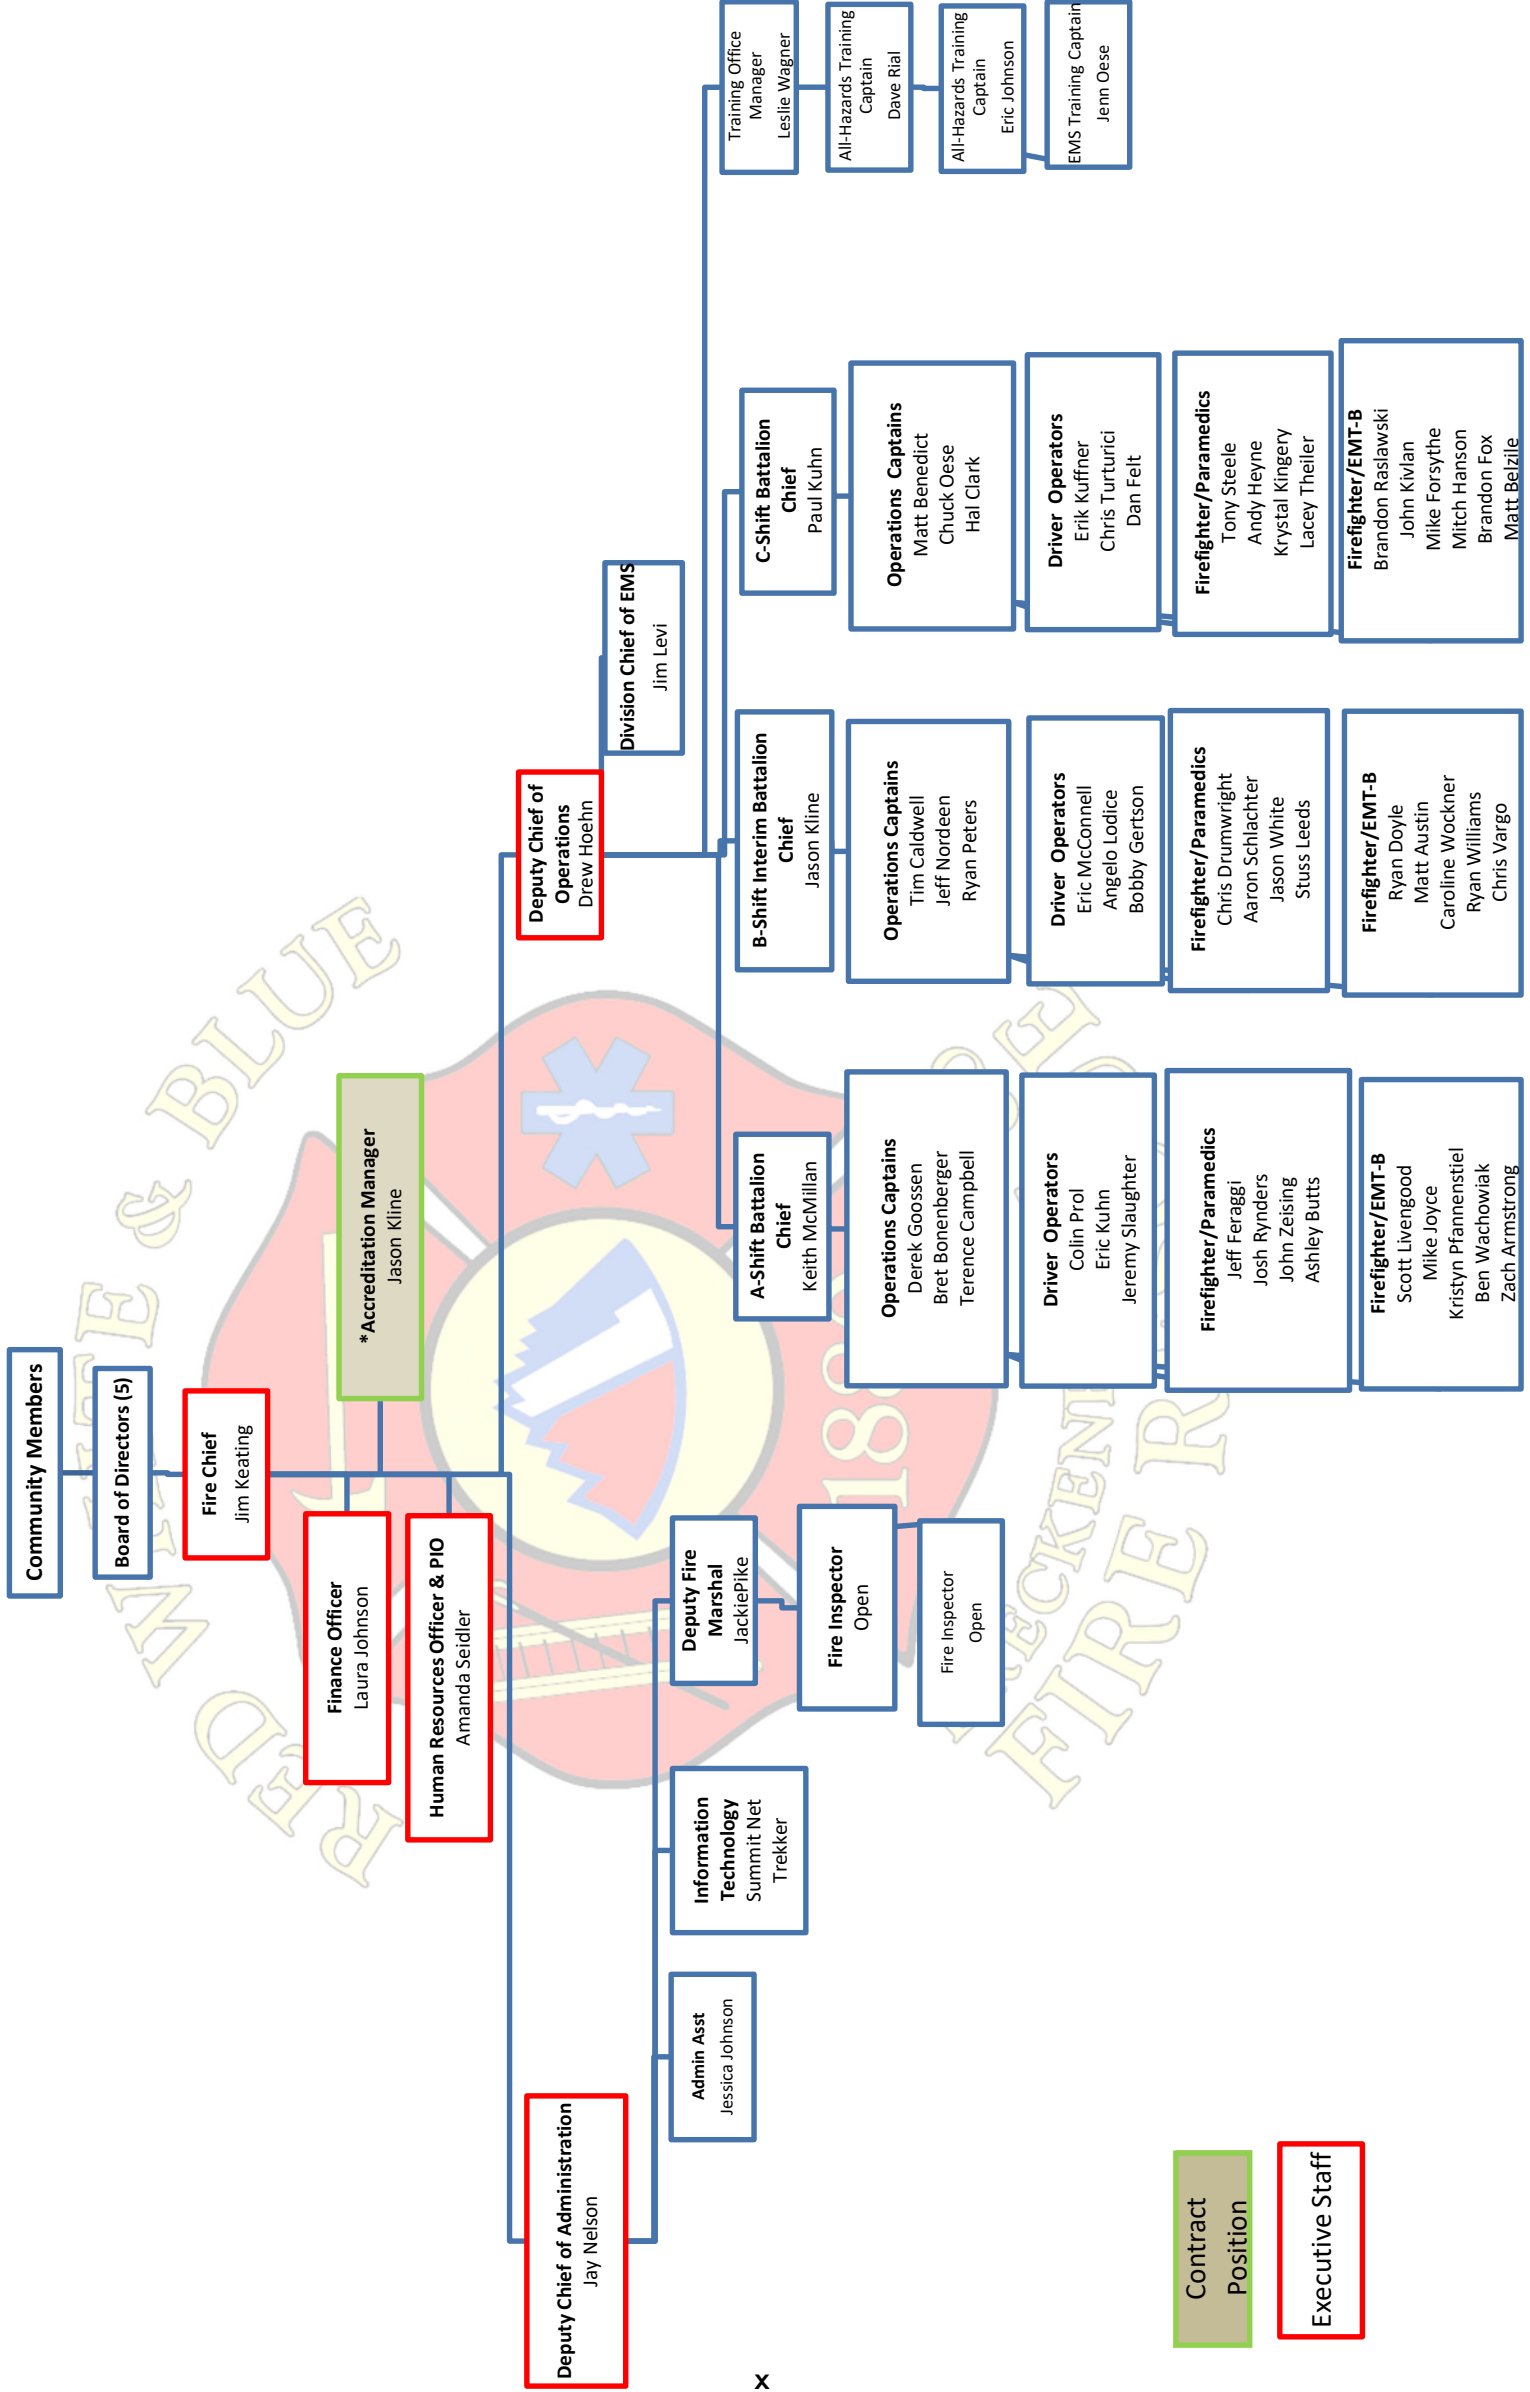 Community Members
Board of Directors (5)
Fire Chief
Jim Keating
Finance Officer
Laura Johnson
*Accreditation Manager
Jason Kline
Human Resources Officer & PIO
Amanda Seidler
Deputy Chief of Administration
Jay Nelson
Deputy Chief of
Operations
Drew Hoehn
Division Chief of EMS
Jim Levi
Admin Asst
Jessica Johnson
Information
Technology
Summit Net
Trekker
Deputy Fire
Marshal
JackiePike
Fire Inspector
Open
Fire Inspector
Open
A-Shift Battalion
Chief
Keith McMillan
Operations Captains
Derek Goossen
Bret Bonenberger
Terence Campbell
Driver Operators
Colin Prol
Eric Kuhn
Jeremy Slaughter
Firefighter/Paramedics
Jeff Feraggi
Josh Rynders
John Zeising
Ashley Butts
Firefighter/EMT-B
Scott Livengood
Mike Joyce
Kristyn Pfannenstiel
Ben Wachowiak
Zach Armstrong
B-Shift Interim Battalion
Chief
Jason Kline
Operations Captains
Tim Caldwell
Jeff Nordeen
Ryan Peters
Driver Operators
Eric McConnell
Angelo Lodice
Bobby Gertson
Firefighter/Paramedics
Chris Drumwright
Aaron Schlachter
Jason White
Stuss Leeds
Firefighter/EMT-B
Ryan Doyle
Matt Austin
Caroline Wockner
Ryan Williams
Chris Vargo
C-Shift Battalion
Chief
Paul Kuhn
Operations Captains
Matt Benedict
Chuck Oese
Hal Clark
Driver Operators
Erik Kuffner
Chris Turturici
Dan Felt
Firefighter/Paramedics
Tony Steele
Andy Heyne
Krystal Kingery
Lacey Theiler
Firefighter/EMT-B
Brandon Raslawski
John Kivlan
Mike Forsythe
Mitch Hanson
Brandon Fox
Matt Belzile
Training Office
Manager
Leslie Wagner
All-Hazards Training
Captain
Dave Rial
All-Hazards Training
Captain
Eric Johnson
EMS Training Captain
Jenn Oese
Contract
Position
Executive Staff
x
RED WHITE & BLUE
FIRE